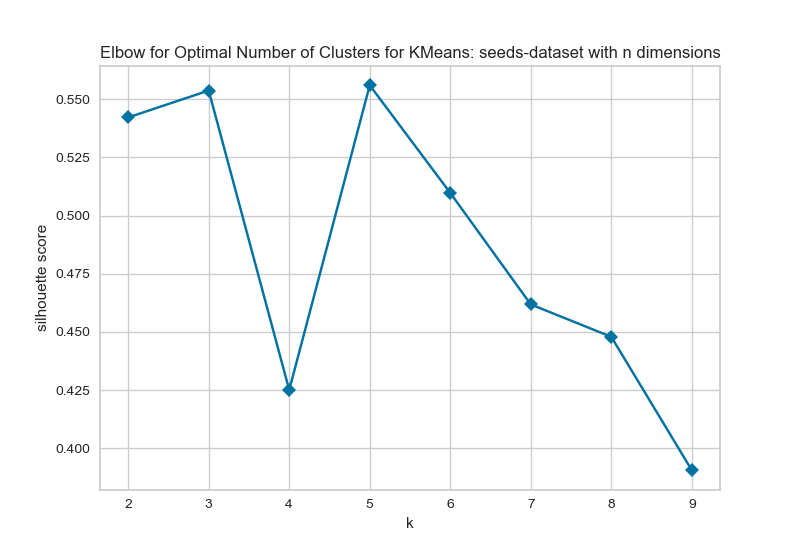 Elbow for Optimal Number of Clusters for KMeans: seeds-dataset with n dimensions
0.550
0.525
0.500
0.475
0.450
0.425
0.400
silhouette score
2 3 4 5 6 7 8 9
k